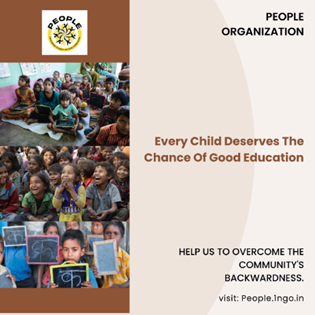 PEOPLE
PEOPLE
ORGANIZATION
Every Child Deserves The
Chance Of Good Education
HELP US TO OVERCOME THE
COMMUNITY'S
BACKWARDNESS.
visit: People.1ngo.in